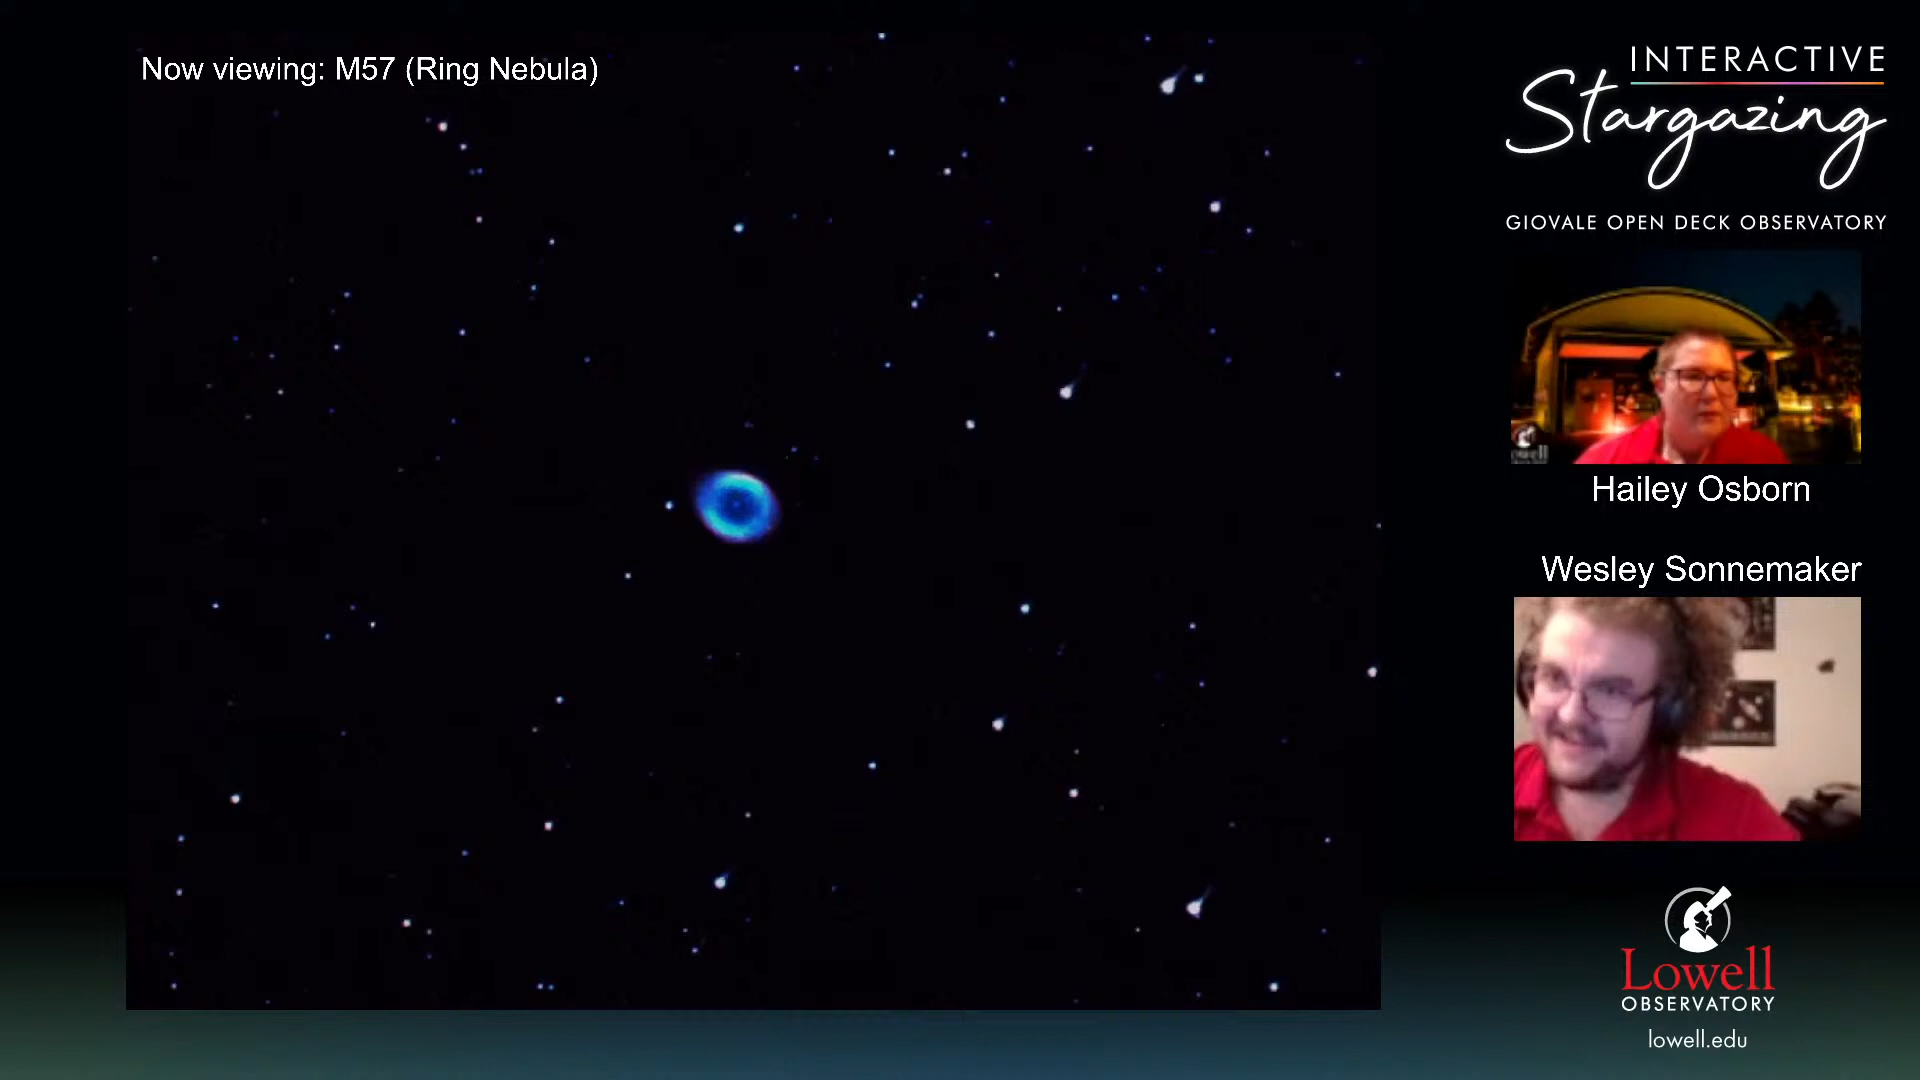 Now viewing: M57 (Ring Nebula)
INTERACTIVE
Stargazing
GIOVALE OPEN DECK OBSERVATORY
Hailey Osborn
Wesley Sonnemaker
Lowell
OBSERVATORY
lowell.edu